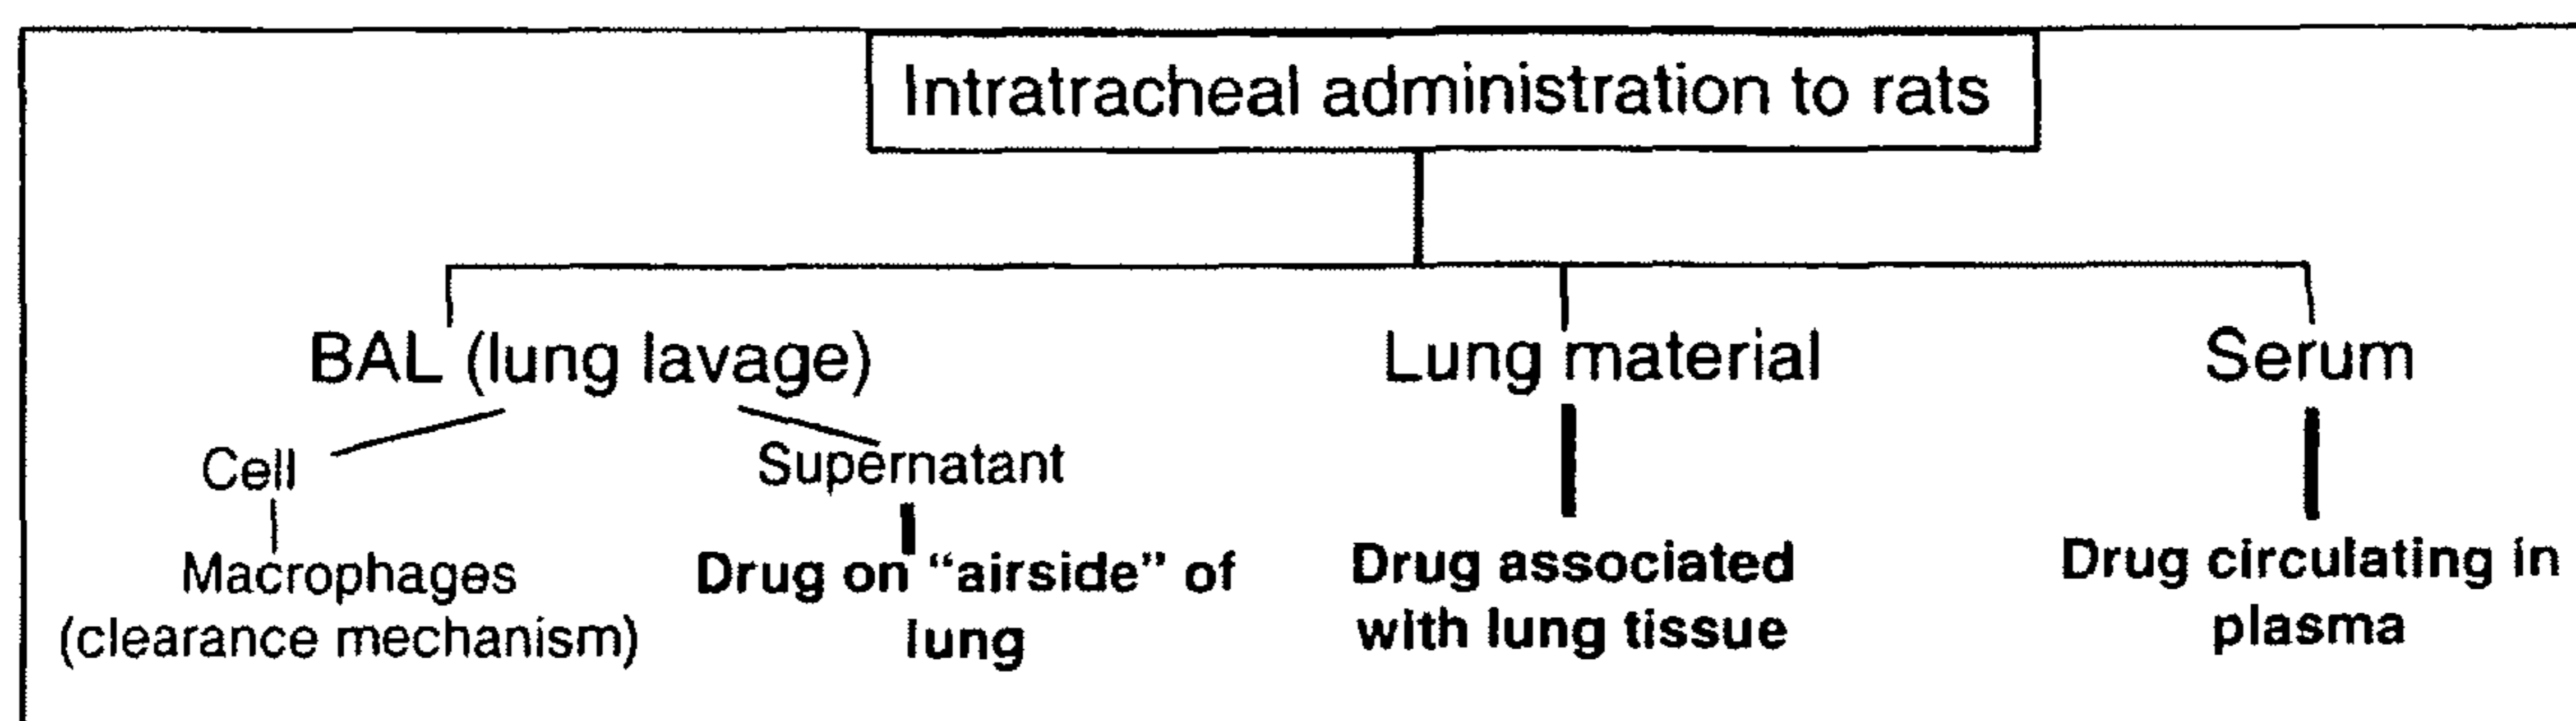 Intratracheal administration to rats
BAL (lung lavage)
Lung material
Serum
Cell
Supernatant
Macrophages
(clearance mechanism)
Drug on “airside” of
lung
Drug associated
with lung tissue
Drug circulating in
plasma